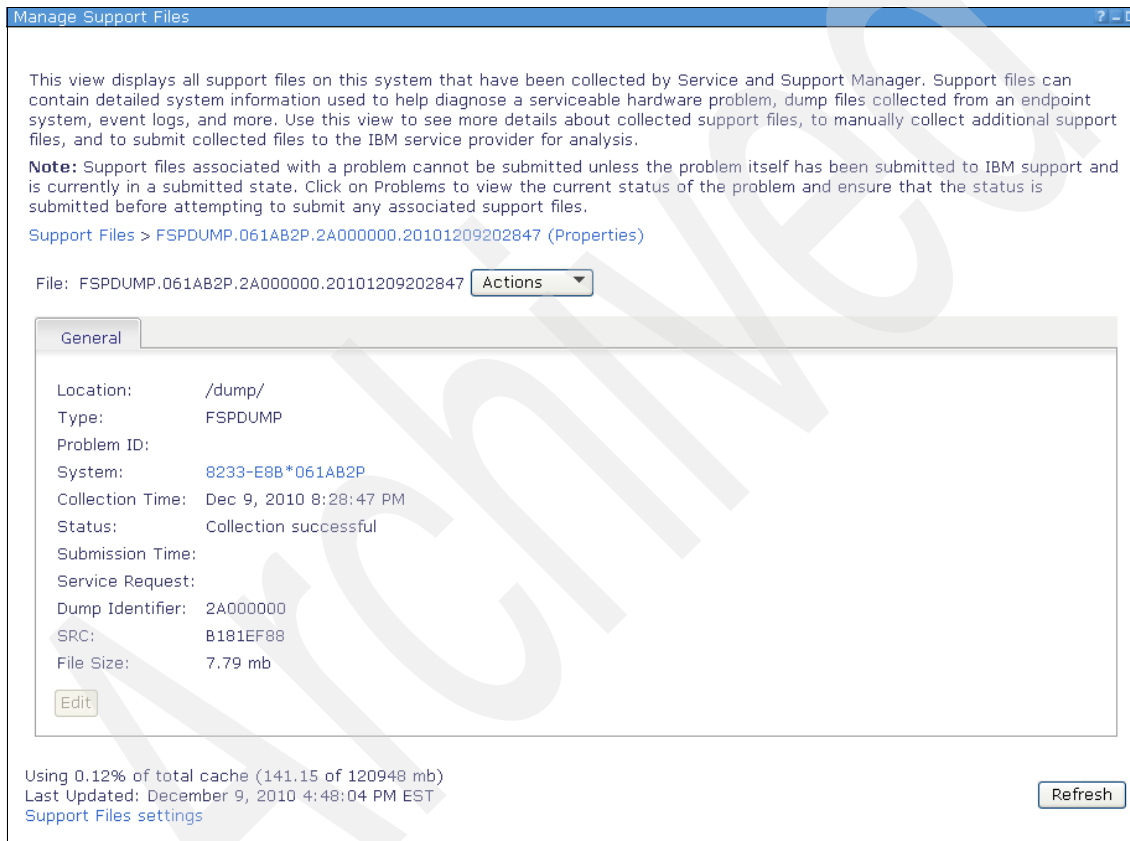 Manage Support Files
?
This view displays all support files on this system that have been collected by Service and Support Manager. Support files can
contain detailed system information used to help diagnose a serviceable hardware problem, dump files collected from an endpoint
system, event logs, and more. Use this view to see more details about collected support files, to manually collect additional support
files, and to submit collected files to the IBM service provider for analysis.
Note: Support files associated with a problem cannot be submitted unless the problem itself has been submitted to IBM support and
is currently in a submitted state. Click on Problems to view the current status of the problem and ensure that the status is
submitted before attempting to submit any associated support files.
Support Files > FSPDUMP.061AB2P.2A000000.20101209202847 (Properties)
File: FSPDUMP.061AB2P.2A000000.20101209202847 Actions
General
Location: /dump/
Type: FSPDUMP
Problem ID:
System: 8233-E8B*061AB2P
Collection Time: Dec 9, 2010 8:28:47 PM
Status: Collection successful
Submission Time:
Service Request:
Dump Identifier: 2A000000
SRC: B181EF88
File Size: 7.79 mb
Edit
Using 0.12% of total cache (141.15 of 120948 mb)
Last Updated: December 9, 2010 4:48:04 PM EST
Refresh
Support Files settings
Archived